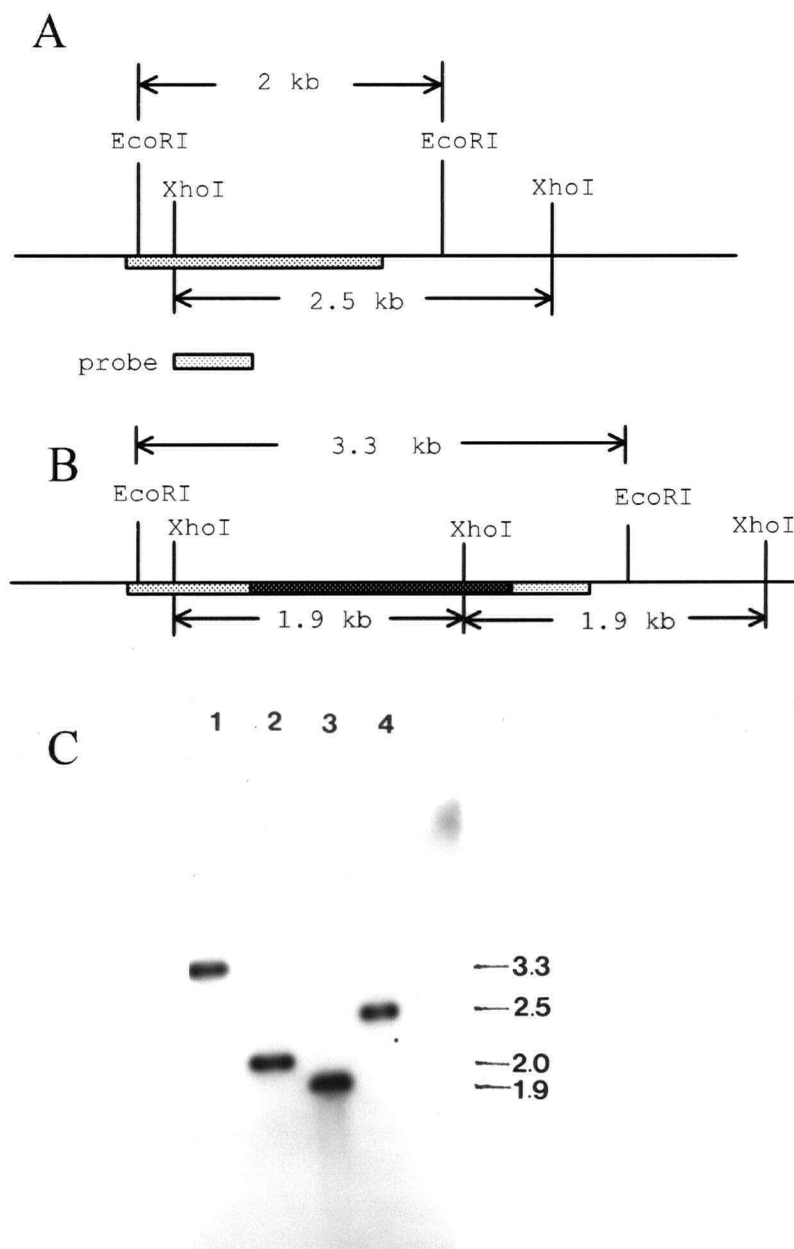 A
2 kb
EcoRI EcoRI
XhoI XhoI
2.5 kb
probe
B
3.3 kb
EcoRI EcoRI
XhoI XhoI XhoI
1.9 kb 1.9 kb
C
1 2 3 4
3.3
2.5
2.0
1.9